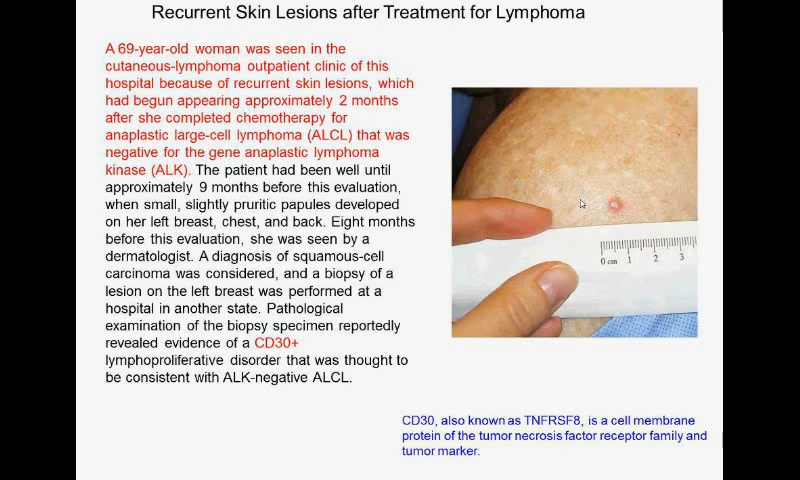 Recurrent Skin Lesions after Treatment for Lymphoma
A 69-year-old woman was seen in the
cutaneous-lymphoma outpatient clinic of this
hospital because of recurrent skin lesions, which
had begun appearing approximately 2 months
after she completed chemotherapy for
anaplastic large-cell lymphoma (ALCL) that was
negative for the gene anaplastic lymphoma
kinase (ALK). The patient had been well until
approximately 9 months before this evaluation,
when small, slightly pruritic papules developed
on her left breast, chest, and back. Eight months
before this evaluation, she was seen by a
dermatologist. A diagnosis of squamous-cell
carcinoma was considered, and a biopsy of a
lesion on the left breast was performed at a
hospital in another state. Pathological
examination of the biopsy specimen reportedly
revealed evidence of a CD30+
lymphoproliferative disorder that was thought to
be consistent with ALK-negative ALCL.
0 cm 1 2 3
CD30, also known as TNFRSF8, is a cell membrane
protein of the tumor necrosis factor receptor family and
tumor marker.